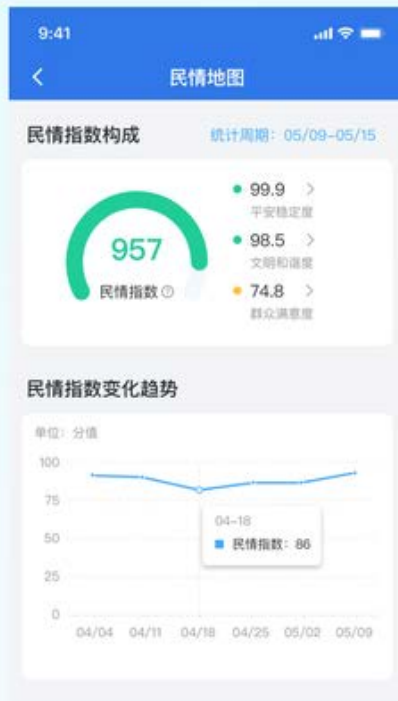 9:41
民情地图
民情指数构成 统计周期：05/09-05/15
957
民情指数
99.9
平安稳定度
98.5
文明和谐度
74.8
群众满意度
民情指数变化趋势
单位：分值
100
75
50
25
0
04-18
民情指数：86
04/04 04/11 04/18 04/25 05/02 05/09